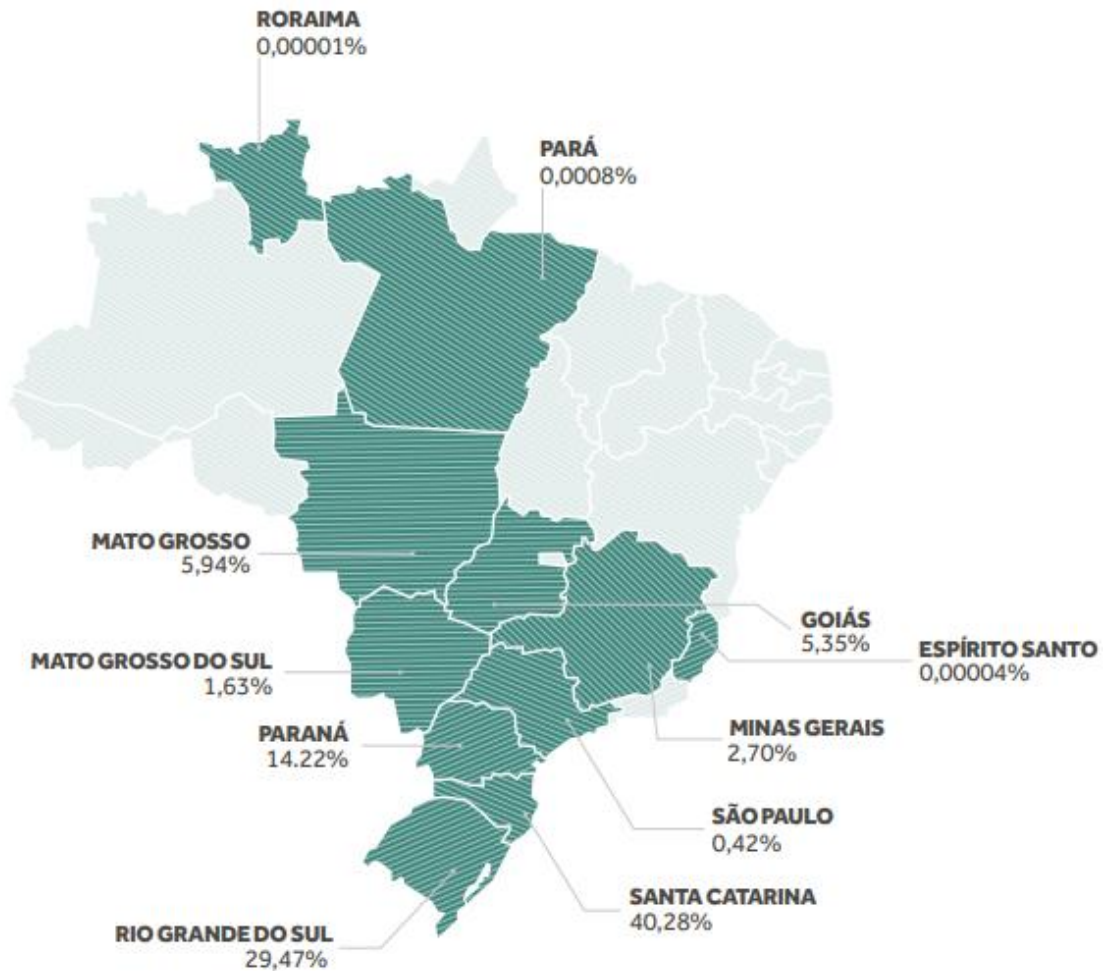 RORAIMA
0,00001%
PARÁ
0,0008%
MATO GROSSO
5,94%
GOIÁS
5,35%
ESPÍRITO SANTO
0,00004%
MATO GROSSO DO SUL
1,63%
PARANÁ
14.22%
MINAS GERAIS
2,70%
SÃO PAULO
0,42%
SANTA CATARINA
40,28%
RIO GRANDE DO SUL
29,47%